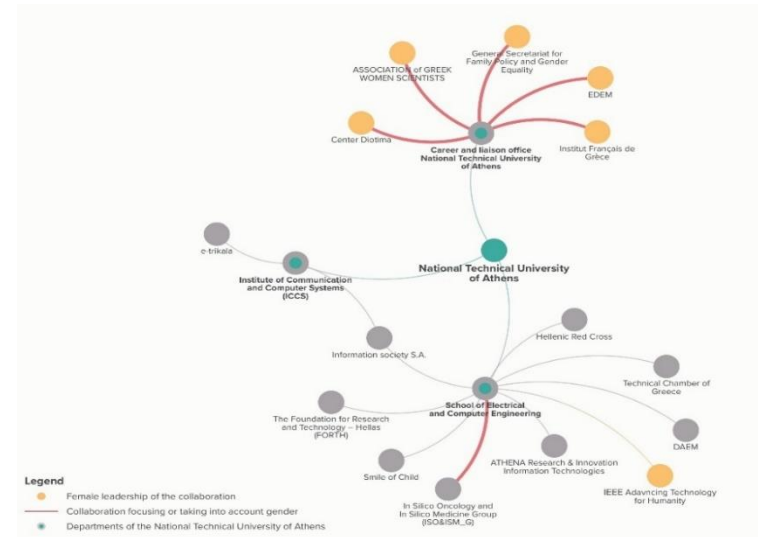 ASSOCIATION of GREEK
WOMEN SCIENTISTS
General Secretariat for
Family Policy and Gender
Equality
EDEM
Center Diotima
Career and liaison office
National Technical University
of Athens
Institut Français de
Grèce
e-trikala
Institute of Communication
and Computer Systems
(ICCS)
National Technical University
of Athens
Information society S.A.
Hellenic Red Cross
Technical Chamber of
Greece
The Foundation for Research
and Technology – Hellas
(FORTH)
School of Electrical
and Computer Engineering
DAEM
Smile of Child
ATHENA Research & Innovation
Information Technologies
IEEE Adavncing Technology
for Humanity
In Silico Oncology and
In Silico Medicine Group
(ISO&ISM_G)
Legend
Female leadership of the collaboration
Collaboration focusing or taking into account gender
Departments of the National Technical University of Athens